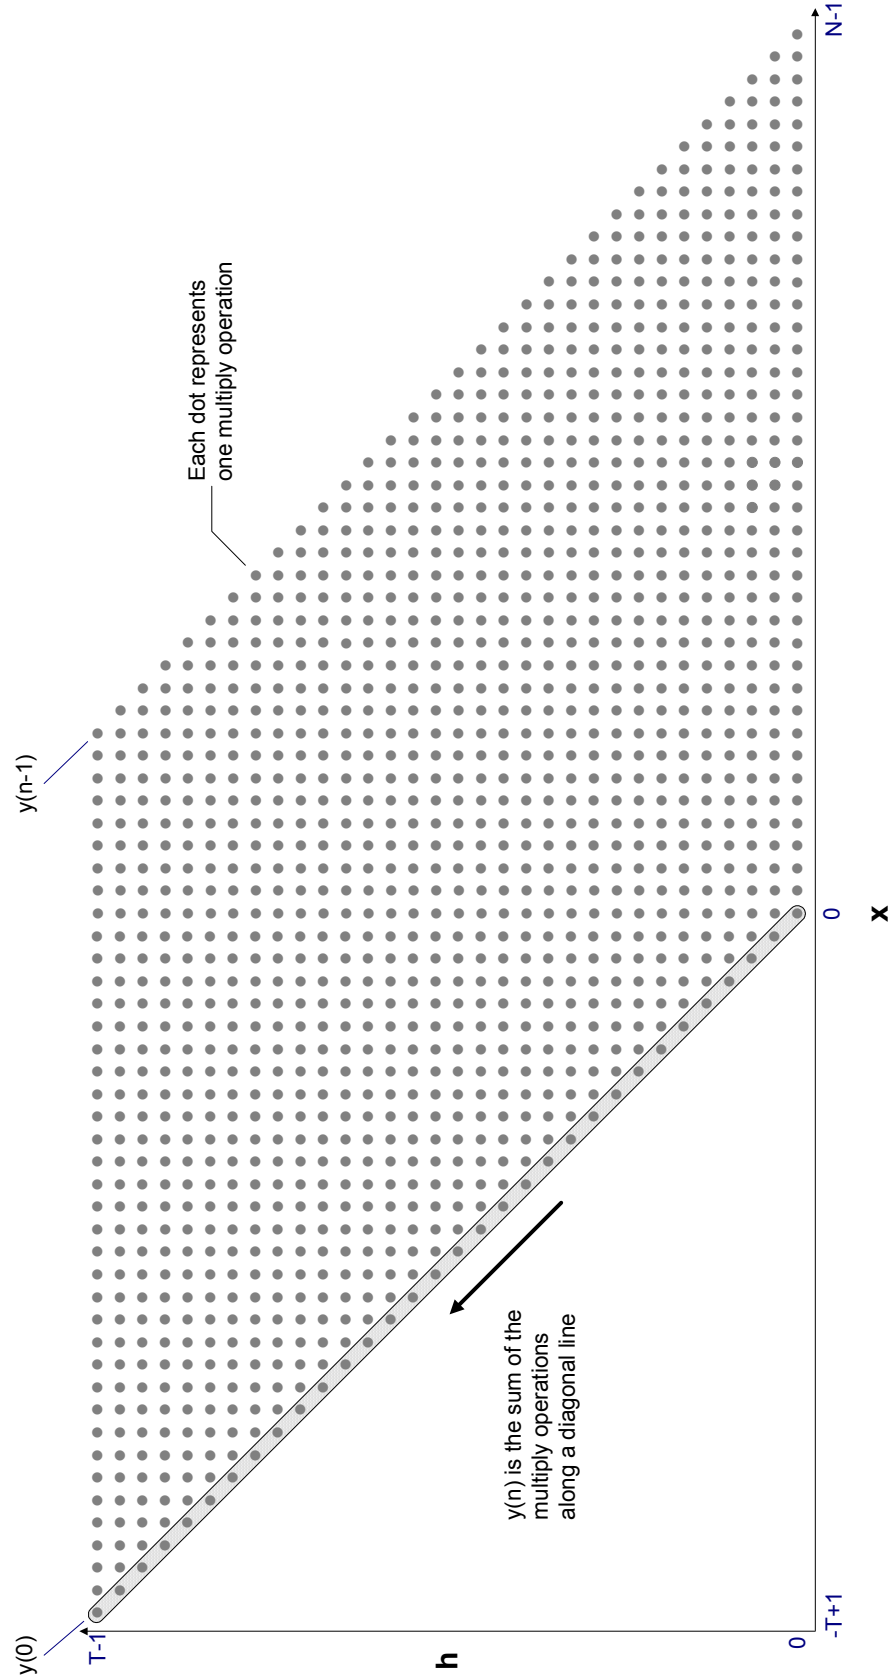 y(0)
y(n-1)
Each dot represents
one multiply operation
T-1
h
y(n) is the sum of the
multiply operations
along a diagonal line
0
-T+1
0
N-1
x